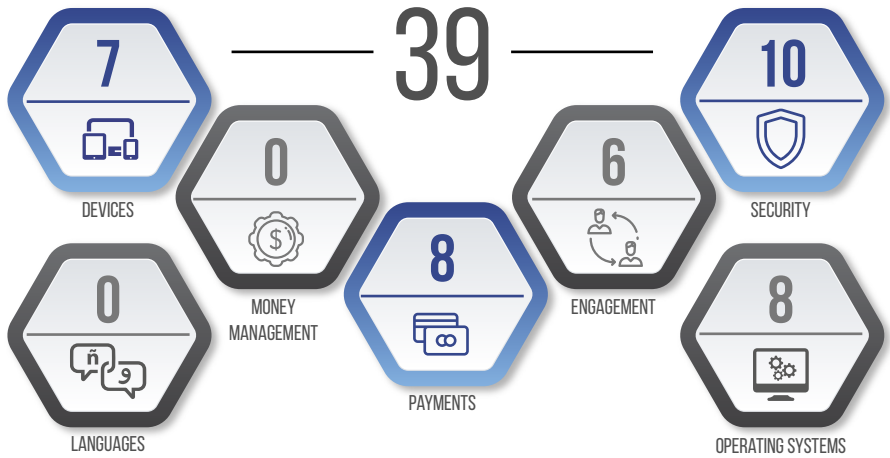 39
7
DEVICES
0
MONEY
MANAGEMENT
0
ñ
و
LANGUAGES
8
PAYMENTS
6
ENGAGEMENT
10
SECURITY
8
OPERATING SYSTEMS
$